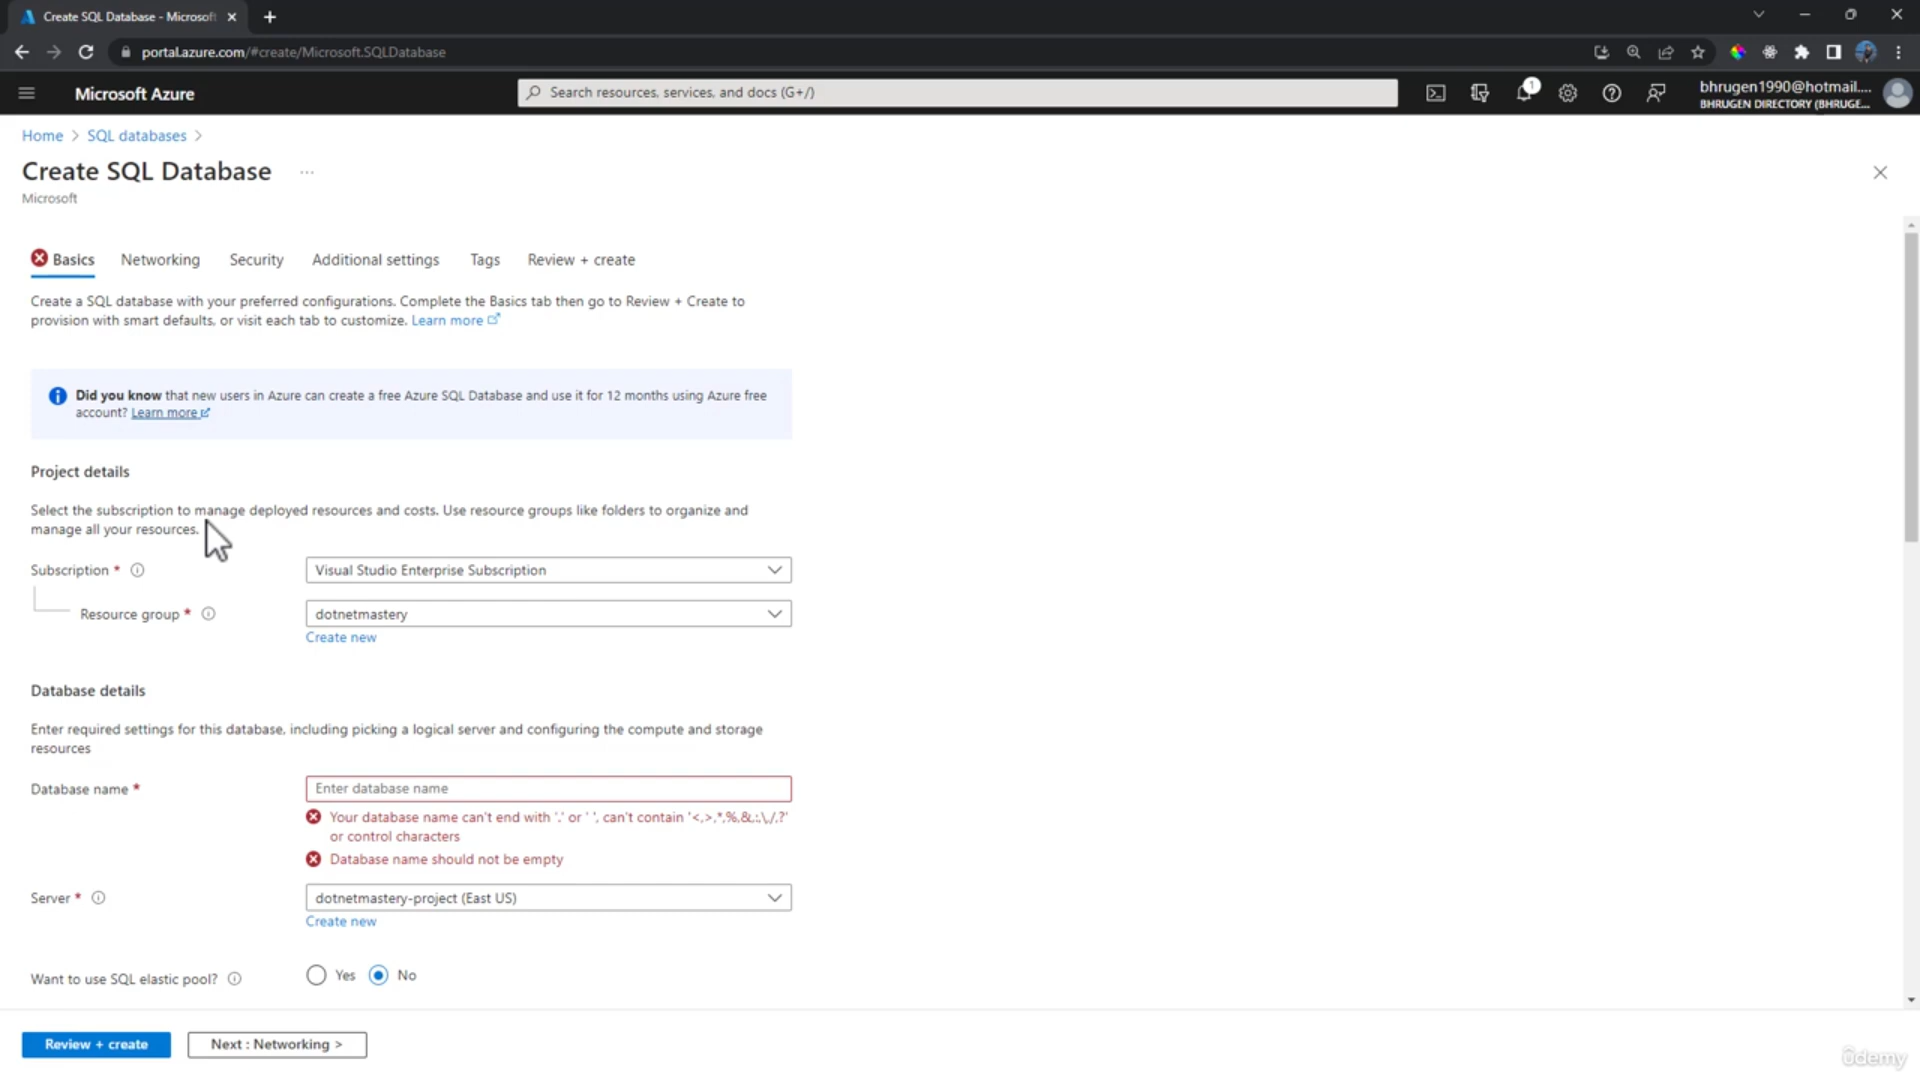 Create SQL Database - Microsoft
portal.azure.com/#create/Microsoft.SQLDatabase
Microsoft Azure
Search resources, services, and docs (G+/)
1
bhrugen1990@hotmail....
BHRUGEN DIRECTORY (BHRUGE...
Home > SQL databases >
Create SQL Database ...
Microsoft
Basics Networking Security Additional settings Tags Review + create
Create a SQL database with your preferred configurations. Complete the Basics tab then go to Review + Create to
provision with smart defaults, or visit each tab to customize. Learn more
Did you know that new users in Azure can create a free Azure SQL Database and use it for 12 months using Azure free
account? Learn more
Project details
Select the subscription to manage deployed resources and costs. Use resource groups like folders to organize and
manage all your resources.
Subscription * Visual Studio Enterprise Subscription
Resource group * dotnetmastery
Create new
Database details
Enter required settings for this database, including picking a logical server and configuring the compute and storage
resources
Database name * Enter database name
Your database name can't end with '.' or ' ', can't contain '<,>,*,%,&,:,\,/,?'
or control characters
Database name should not be empty
Server * dotnetmastery-project (East US)
Create new
Want to use SQL elastic pool? Yes No
Review + create Next : Networking >
ûdemy